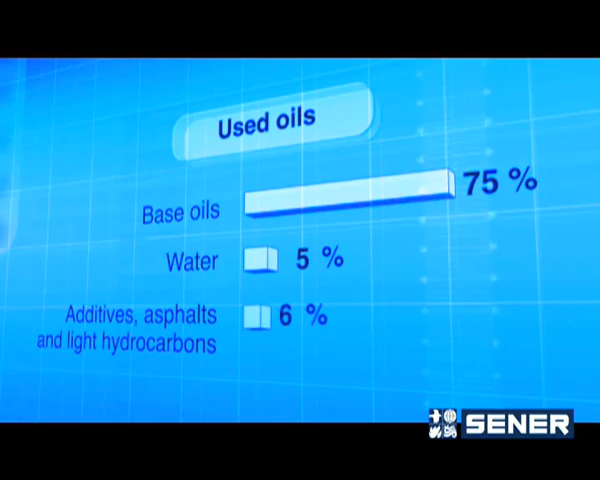 Used oils
Base oils
75 %
Water
5 %
Additives, asphalts
and light hydrocarbons
6 %
SENER